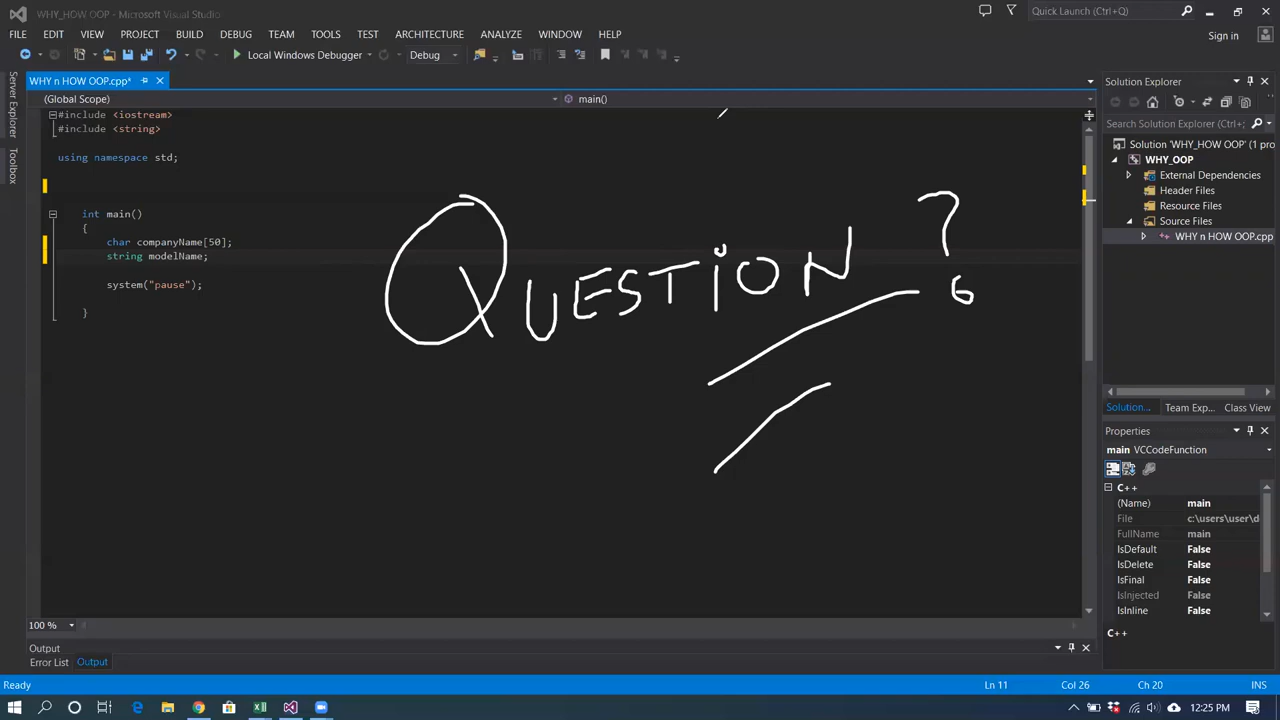 WHY_HOW OOP - Microsoft Visual Studio
Quick Launch (Ctrl+Q)
FILE EDIT VIEW PROJECT BUILD DEBUG TEAM TOOLS TEST ARCHITECTURE ANALYZE WINDOW HELP
Sign in
Local Windows Debugger Debug
Server Explorer
Toolbox
WHY n HOW OOP.cpp*
(Global Scope) main()
#include <iostream>
#include <string>
using namespace std;
int main()
{
char companyName[50];
string modelName;
system("pause");
}
QUESTiON ?
100 %
Output
Error List Output
Solution Explorer
Search Solution Explorer (Ctrl+;
Solution 'WHY_HOW OOP' (1 pro
WHY_OOP
External Dependencies
Header Files
Resource Files
Source Files
WHY n HOW OOP.cpp
Solution... Team Exp... Class View
Properties
main VCCodeFunction
C++
(Name) main
File c:\users\user\d
FullName main
IsDefault False
IsDelete False
IsFinal False
IsInjected False
IsInline False
C++
Ready Ln 11 Col 26 Ch 20 INS
12:25 PM